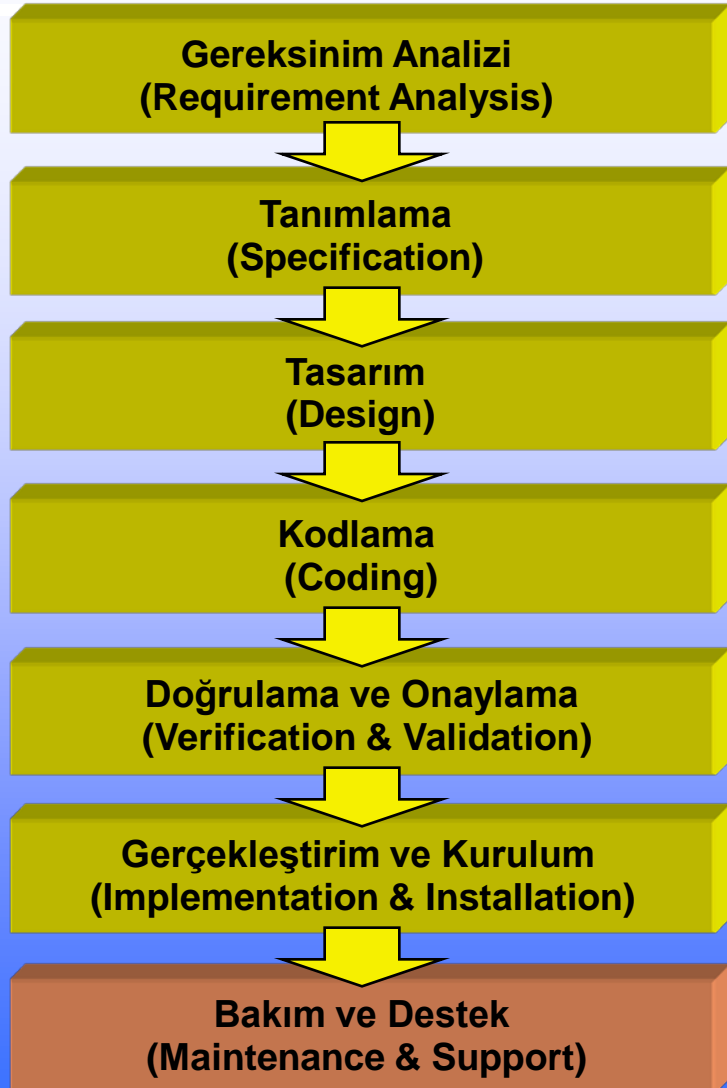 Gereksinim Analizi
(Requirement Analysis)
Tanımlama
(Specification)
Tasarım
(Design)
Kodlama
(Coding)
Doğrulama ve Onaylama
(Verification & Validation)
Gerçekleştirim ve Kurulum
(Implementation & Installation)
Bakım ve Destek
(Maintenance & Support)